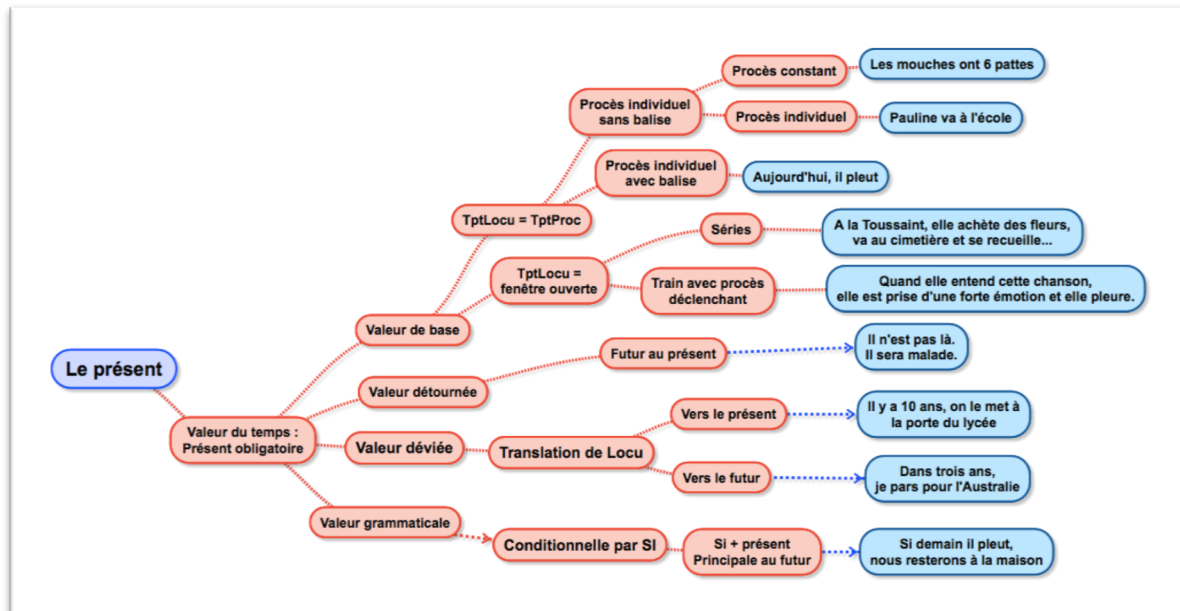 Le présent
Valeur du temps :
Présent obligatoire
Valeur de base
TptLocu = TptProc
Procès individuel
sans balise
Procès constant
Les mouches ont 6 pattes
Procès individuel
Pauline va à l'école
Procès individuel
avec balise
Aujourd'hui, il pleut
TptLocu =
fenêtre ouverte
Séries
A la Toussaint, elle achète des fleurs,
va au cimetière et se recueille...
Train avec procès
déclenchant
Quand elle entend cette chanson,
elle est prise d'une forte émotion et elle pleure.
Valeur détournée
Futur au présent
Il n'est pas là.
Il sera malade.
Valeur déviée
Translation de Locu
Vers le présent
Il y a 10 ans, on le met à
la porte du lycée
Vers le futur
Dans trois ans,
je pars pour l'Australie
Valeur grammaticale
Conditionnelle par SI
Si + présent
Principale au futur
Si demain il pleut,
nous resterons à la maison